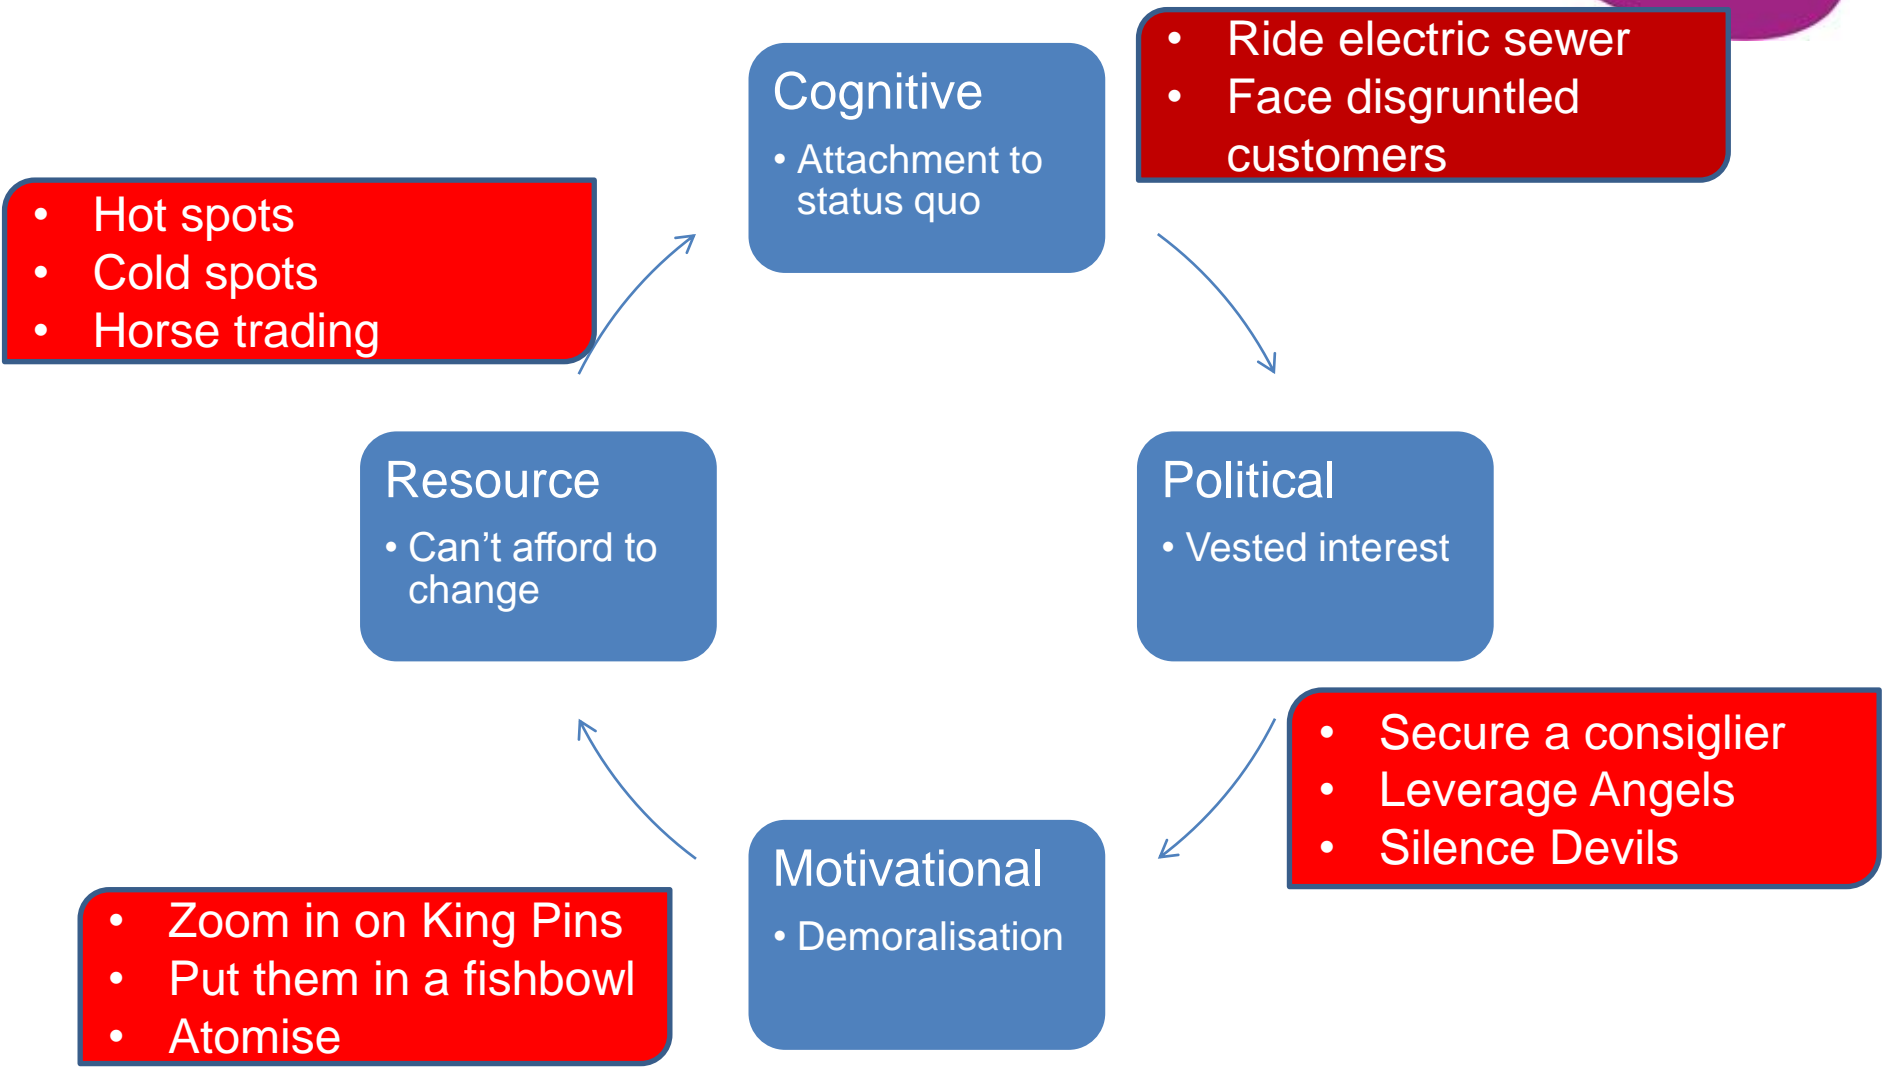 Cognitive
• Attachment to
status quo
• Ride electric sewer
• Face disgruntled
customers
• Hot spots
• Cold spots
• Horse trading
Resource
• Can’t afford to
change
Political
• Vested interest
• Secure a consiglier
• Leverage Angels
• Silence Devils
Motivational
• Demoralisation
• Zoom in on King Pins
• Put them in a fishbowl
• Atomise